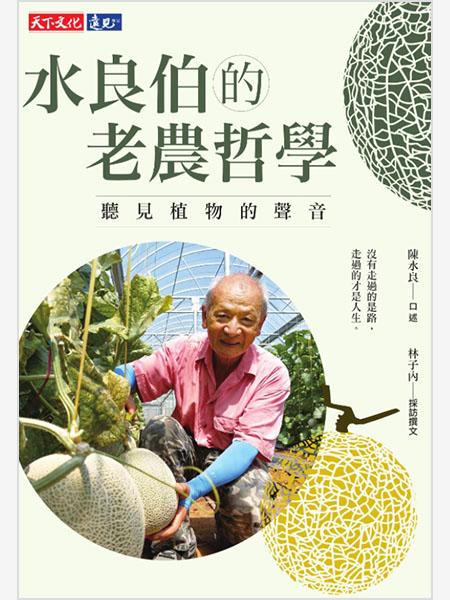 天下文化
遠見
水良伯的
老農哲學
聽見植物的聲音
陳水良——口述
林子內——採訪撰文
沒有走過的是路，
走過的才是人生。